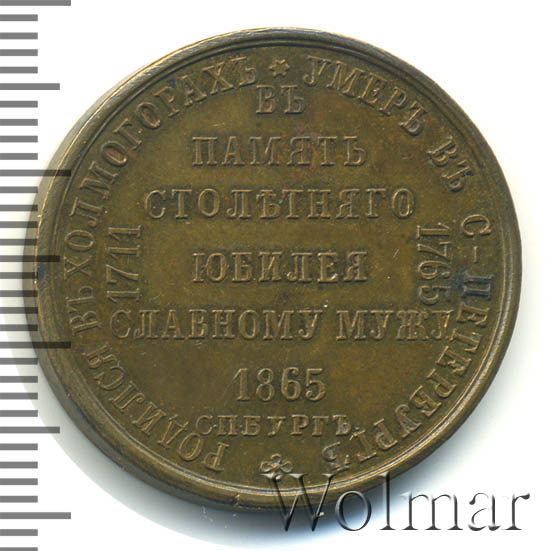 РОДИЛСЯ ВЪ ХОЛМОГОРАХЪ * УМЕРЪ ВЪ С-ПЕТЕРБУРГѢ
1711
1765
ВЪ
ПАМЯТЬ
СТОЛѢТНЯГО
ЮБИЛЕЯ
СЛАВНОМУ МУЖУ
1865
СПБУРГЪ
Wolmar